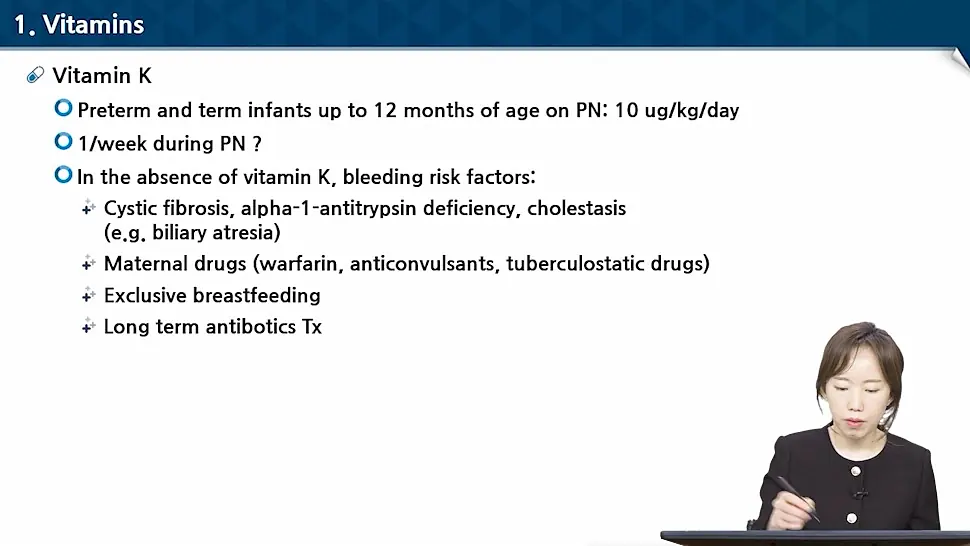 1. Vitamins
Vitamin K
Preterm and term infants up to 12 months of age on PN: 10 ug/kg/day
1/week during PN ?
In the absence of vitamin K, bleeding risk factors:
Cystic fibrosis, alpha-1-antitrypsin deficiency, cholestasis
(e.g. biliary atresia)
Maternal drugs (warfarin, anticonvulsants, tuberculostatic drugs)
Exclusive breastfeeding
Long term antibotics Tx